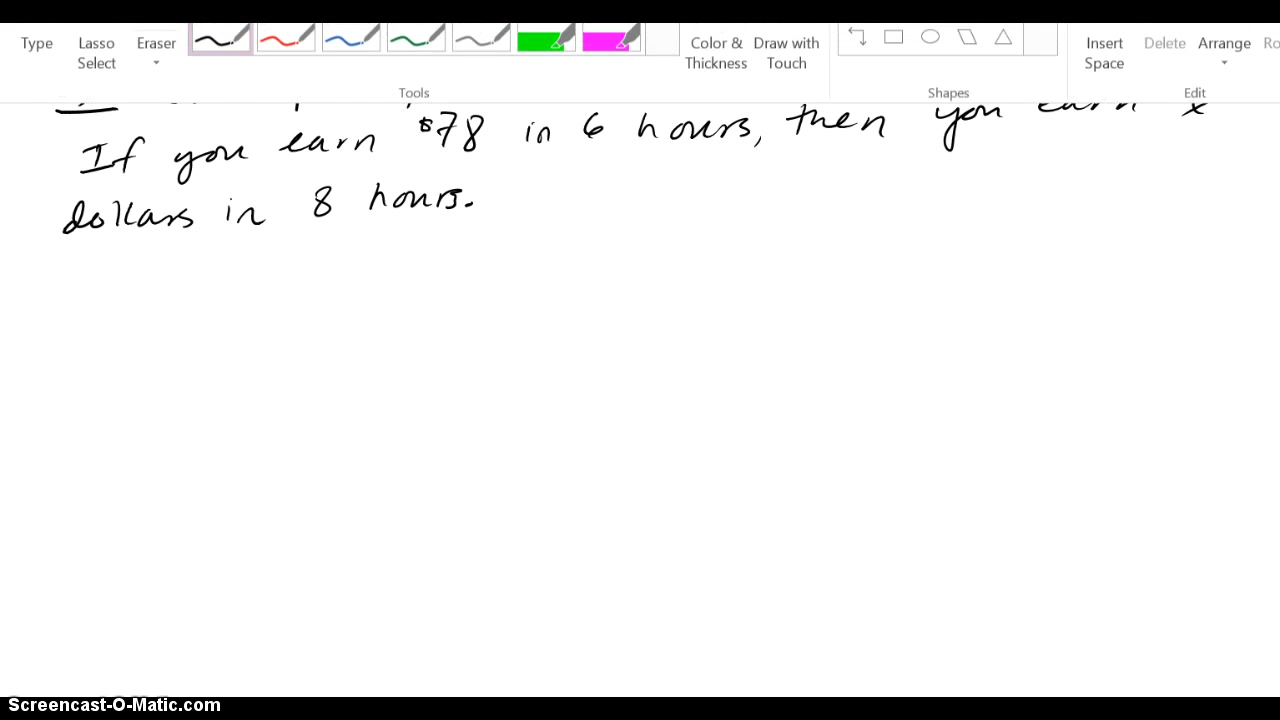 Type
Lasso Select
Eraser
Color & Thickness
Draw with Touch
Insert Space
Delete
Arrange
Ro
Tools
Shapes
Edit
If you earn $78 in 6 hours, then you earn x
dollars in 8 hours.
Screencast-O-Matic.com